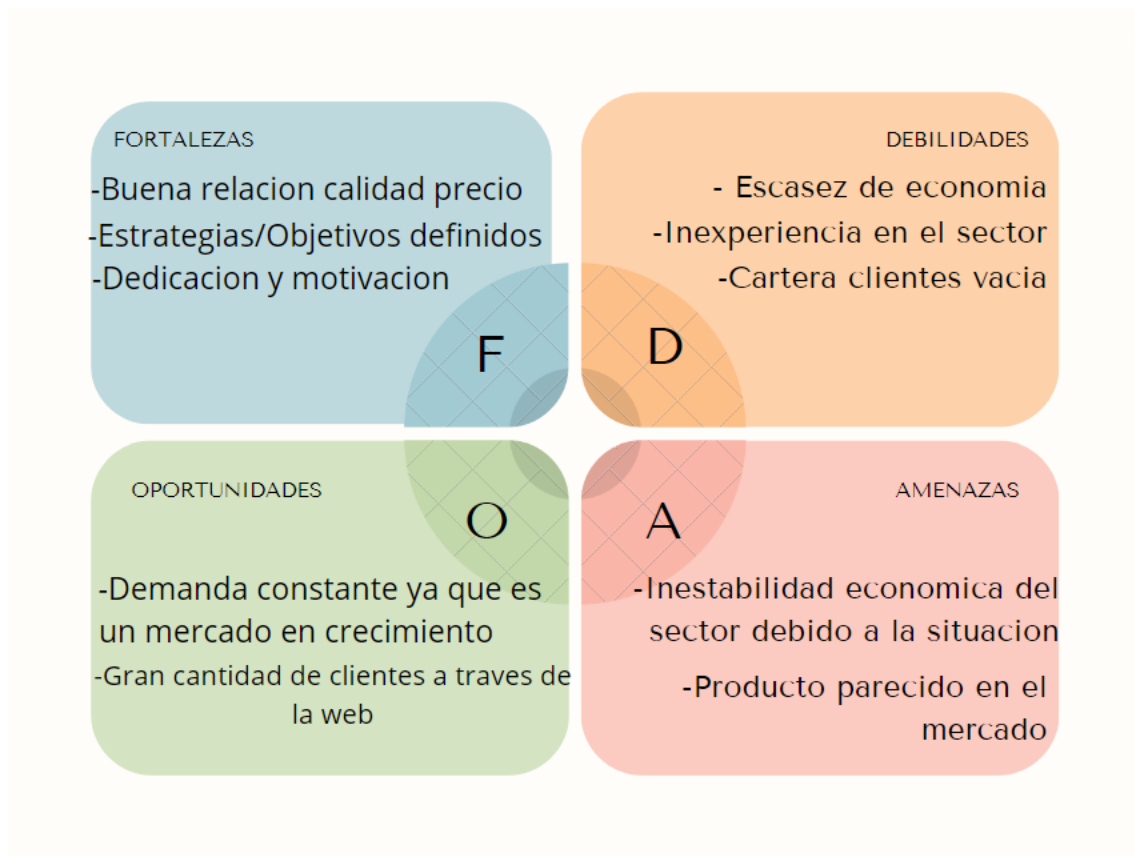 FORTALEZAS
-Buena relacion calidad precio
-Estrategias/Objetivos definidos
-Dedicacion y motivacion
F
DEBILIDADES
- Escasez de economia
-Inexperiencia en el sector
-Cartera clientes vacia
D
OPORTUNIDADES
O
-Demanda constante ya que es
un mercado en crecimiento
-Gran cantidad de clientes a traves de
la web
AMENAZAS
A
-Inestabilidad economica del
sector debido a la situacion
-Producto parecido en el
mercado